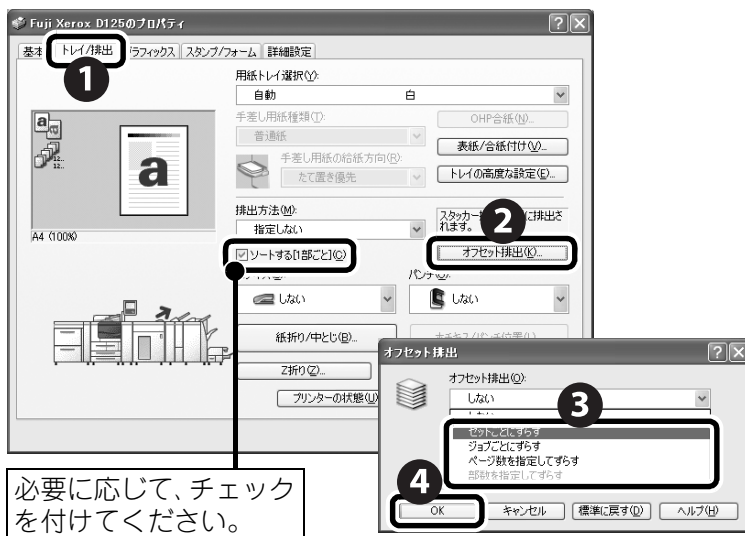 Fuji Xerox D125のプロパティ
基本 トレイ/排出 グラフィックス スタンプ/フォーム 詳細設定
1
用紙トレイ選択(Y):
自動 白
手差し用紙種類(T):
普通紙
OHP合紙(N)...
表紙/合紙付け(V)...
手差し用紙の給紙方向(R):
たて置き優先
トレイの高度な設定(E)...
a
A4 (100%)
排出方法(M):
指定しない
2
れます。
ソートする[1部ごと](C)
オフセット排出(K)...
しない
しない
紙折り/中とじ(B)...
Z折り(Z)...
プリンターの状態(U)
オフセット排出
オフセット排出(O):
しない
3
セットごとにずらす
ジョブごとにずらす
ページ数を指定してずらす
部数を指定してずらす
4
OK キャンセル 標準に戻す(D) ヘルプ(H)
必要に応じて、チェック
を付けてください。